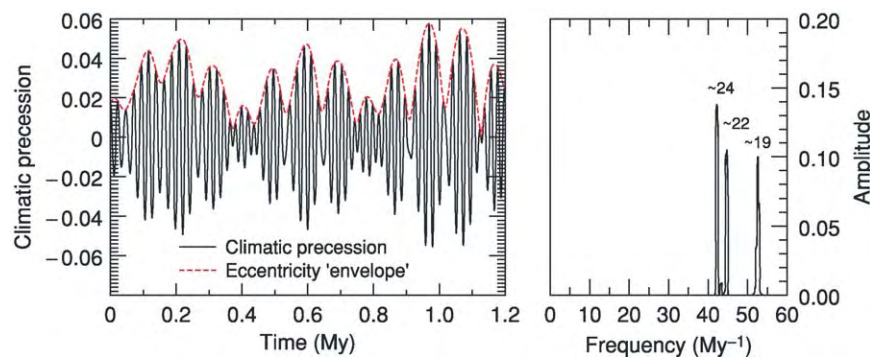 Climatic precession
0.06
0.04
0.02
0
−0.02
−0.04
−0.06
Climatic precession
Eccentricity 'envelope'
0 0.2 0.4 0.6 0.8 1.0 1.2
Time (My)
~24
~22
~19
0.20
0.15
0.10
0.05
0.00
Amplitude
0 10 20 30 40 50 60
Frequency (My−1)